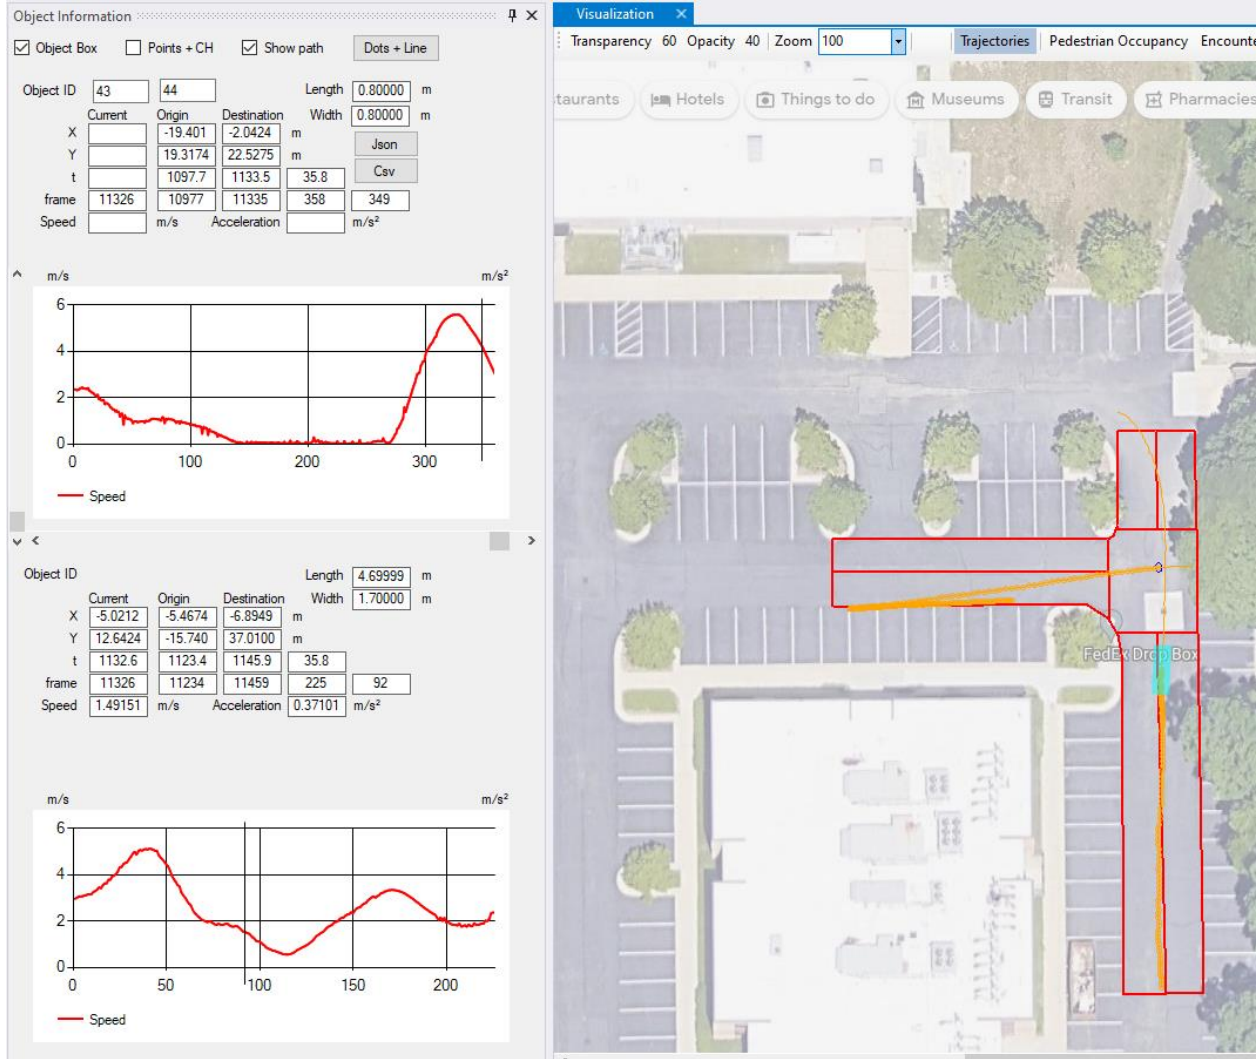 Object Information
Object Box Points + CH Show path Dots + Line
Object ID 43 44 Length 0.80000 m
Current Origin Destination Width 0.80000 m
X -19.401 -2.0424 m
Json
Y 19.3174 22.5275 m
Csv
t 1097.7 1133.5 35.8
frame 11326 10977 11335 358 349
Speed m/s Acceleration m/s²
m/s m/s²
6
4
2
0
0 100 200 300
Speed
Object ID Length 4.69999 m
Current Origin Destination Width 1.70000 m
X -5.0212 -5.4674 -6.8949 m
Y 12.6424 -15.740 37.0100 m
t 1132.6 1123.4 1145.9 35.8
frame 11326 11234 11459 225 92
Speed 1.49151 m/s Acceleration 0.37101 m/s²
m/s m/s²
6
4
2
0
0 50 100 150 200
Speed
Visualization
Transparency 60 Opacity 40 Zoom 100 Trajectories Pedestrian Occupancy Encounte
taurants Hotels Things to do Museums Transit Pharmacies
FedEx Drop Box